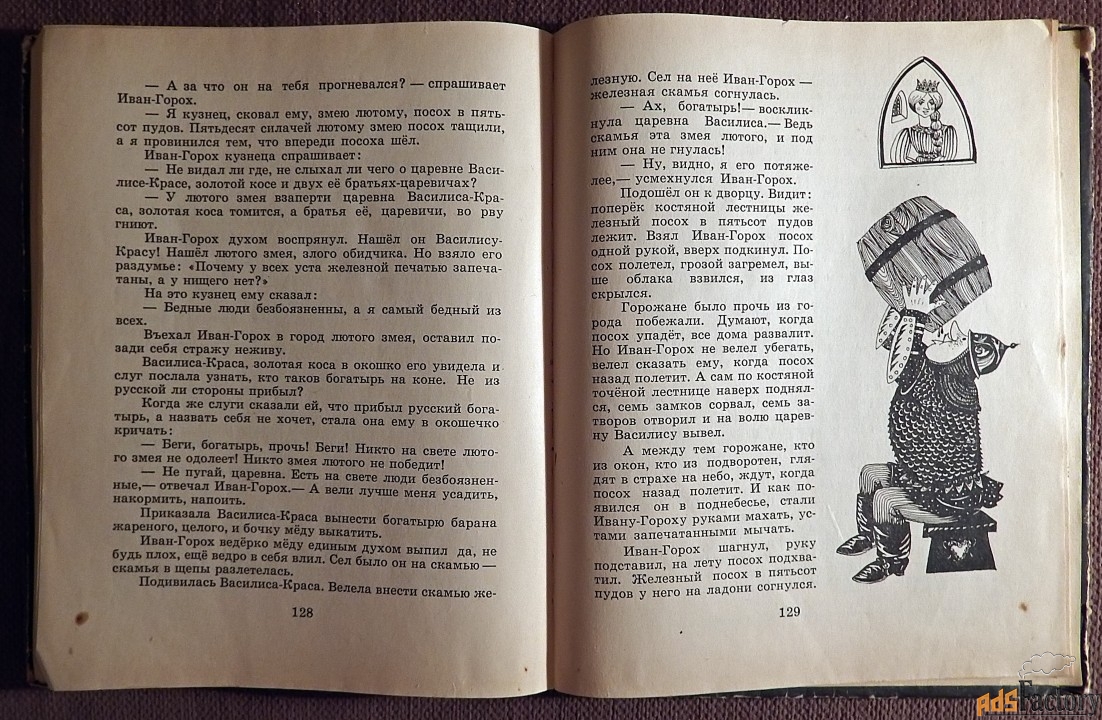 — А за что он на тебя прогневался? — спрашивает
Иван-Горох.
— Я кузнец, сковал ему, змею лютому, посох в пять-
сот пудов. Пятьдесят силачей лютому змею посох тащили,
а я провинился тем, что впереди посоха шёл.
Иван-Горох кузнеца спрашивает:
— Не видал ли где, не слыхал ли чего о царевне Васи-
лисе-Красе, золотой косе и двух её братьях-царевичах?
— У лютого змея взаперти царевна Василиса-Кра-
са, золотая коса томится, а братья её, царевичи, во рву
гниют.
Иван-Горох духом воспрянул. Нашёл он Василису-
Красу! Нашёл лютого змея, злого обидчика. Но взяло его
раздумье: «Почему у всех уста железной печатью запеча-
таны, а у нищего нет?»
На это кузнец ему сказал:
— Бедные люди безбоязненны, а я самый бедный из
всех.
Въехал Иван-Горох в город лютого змея, оставил по-
зади себя стражу неживу.
Василиса-Краса, золотая коса в окошко его увидела и
слуг послала узнать, кто таков богатырь на коне. Не из
русской ли стороны прибыл?
Когда же слуги сказали ей, что прибыл русский бога-
тырь, а назвать себя не хочет, стала она ему в окошечко
кричать:
— Беги, богатырь, прочь! Беги! Никто на свете люто-
го змея не одолеет! Никто змея лютого не победит!
— Не пугай, царевна. Есть на свете люди безбоязнен-
ные,— отвечал Иван-Горох.— А вели лучше меня усадить,
накормить, напоить.
Приказала Василиса-Краса вынести богатырю барана
жареного, целого, и бочку мёду выкатить.
Иван-Горох ведёрко мёду единым духом выпил да, не
будь плох, ещё ведро в себя влил. Сел было он на скамью —
скамья в щепы разлетелась.
Подивилась Василиса-Краса. Велела внести скамью же-
128
лезную. Сел на неё Иван-Горох —
железная скамья согнулась.
— Ах, богатырь!— восклик-
нула царевна Василиса.— Ведь
скамья эта змея лютого, и под
ним она не гнулась!
— Ну, видно, я его потяже-
лее,— усмехнулся Иван-Горох.
Подошёл он к дворцу. Видит:
поперёк костяной лестницы же-
лезный посох в пятьсот пудов
лежит. Взял Иван-Горох посох
одной рукой, вверх подкинул. По-
сох полетел, грозой загремел, вы-
ше облака взвился, из глаз
скрылся.
Горожане было прочь из го-
рода побежали. Думают, когда
посох упадёт, все дома развалит.
Но Иван-Горох не велел убегать,
велел сказать ему, когда посох
назад полетит. А сам по костяной
точёной лестнице наверх поднял-
ся, семь замков сорвал, семь за-
творов отворил и на волю царев-
ну Василису вывел.
А между тем горожане, кто
из окон, кто из подворотен, гля-
дят в страхе на небо, ждут, когда
посох назад полетит. И как по-
явился он в поднебесье, стали
Ивану-Гороху руками махать, ус-
тами запечатанными мычать.
Иван-Горох шагнул, руку
подставил, на лету посох подхва-
тил. Железный посох в пятьсот
пудов у него на ладони согнулся.
129
AdsFactory